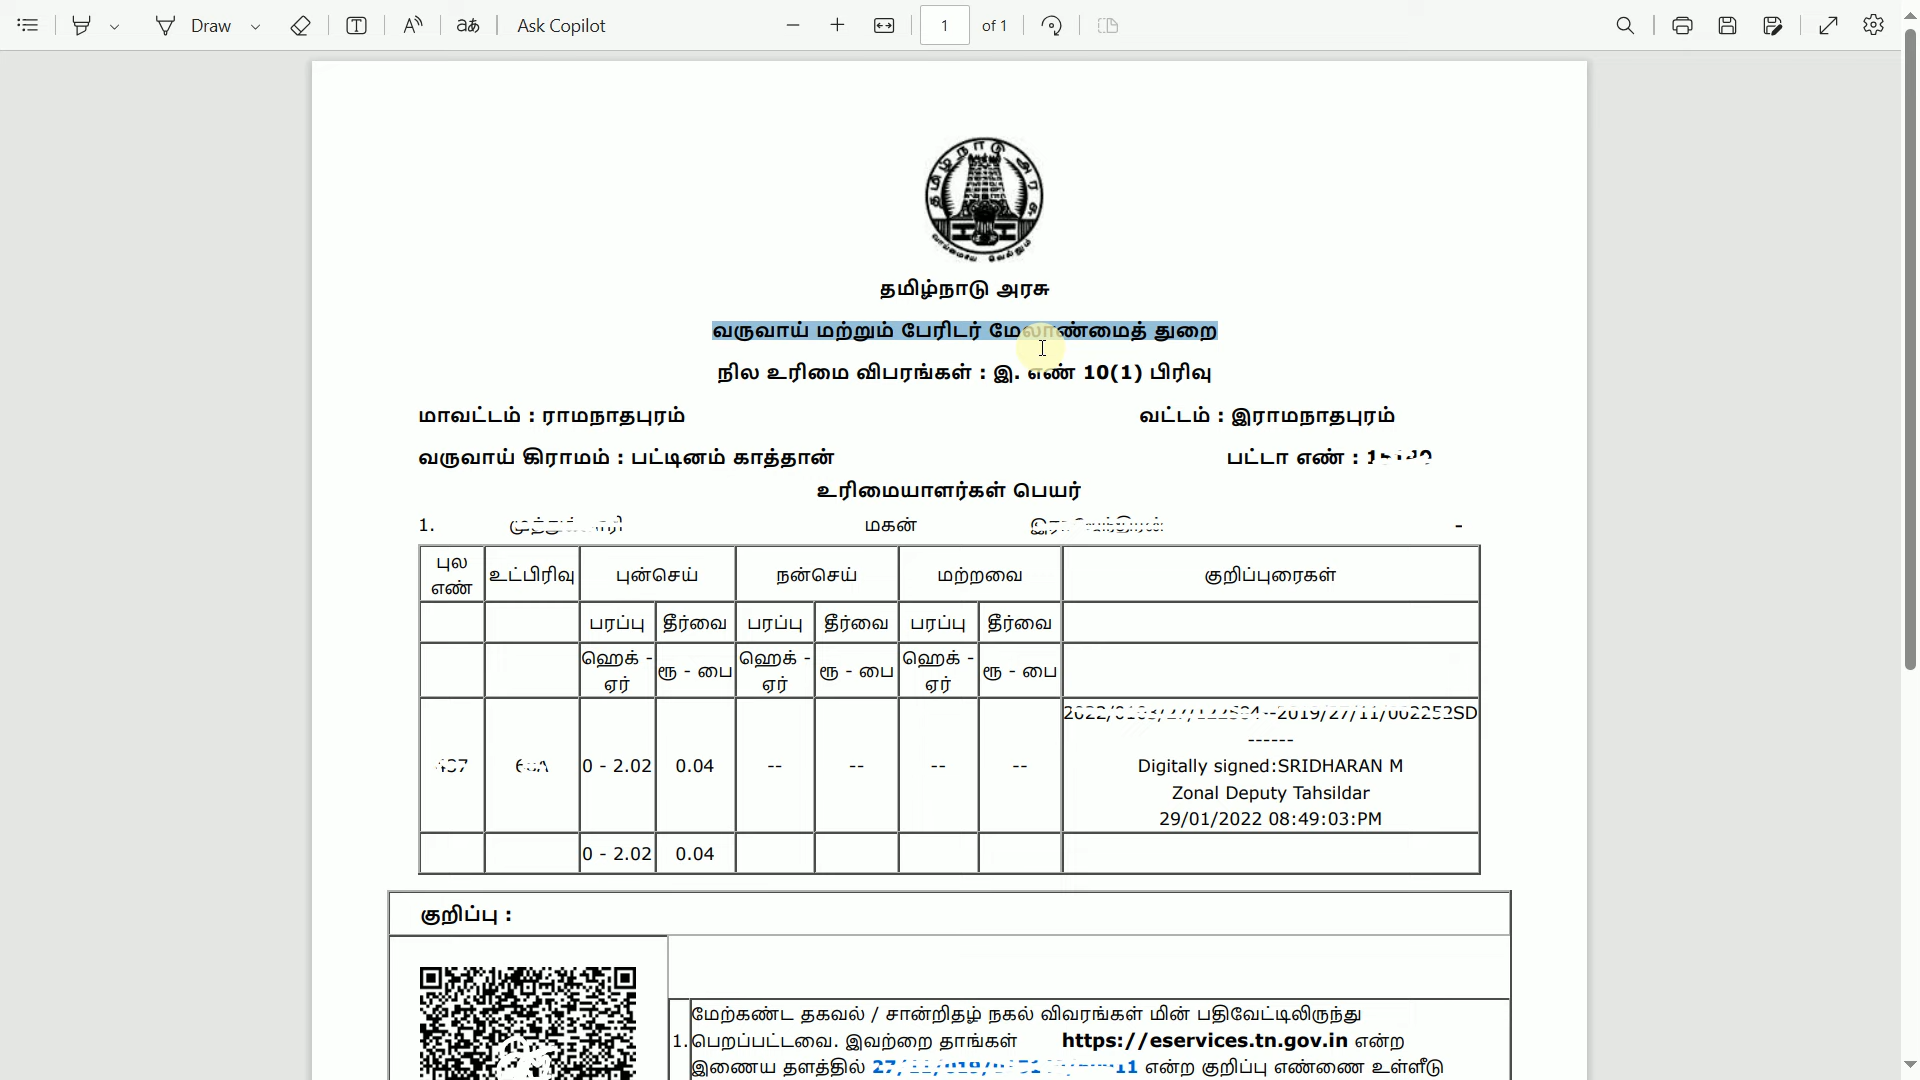 Draw
Ask Copilot
1 of 1
தமிழ்நாடு அரசு
வருவாய் மற்றும் பேரிடர் மேலாண்மைத் துறை
நில உரிமை விபரங்கள் : இ. எண் 10(1) பிரிவு
மாவட்டம் : ராமநாதபுரம் வட்டம் : இராமநாதபுரம்
வருவாய் கிராமம் : பட்டினம் காத்தான் பட்டா எண் :
உரிமையாளர்கள் பெயர்
1. மகன் -
புல எண் உட்பிரிவு புன்செய் நன்செய் மற்றவை குறிப்புரைகள்
பரப்பு தீர்வை பரப்பு தீர்வை பரப்பு தீர்வை
ஹெக் - ஏர் ரூ - பை ஹெக் - ஏர் ரூ - பை ஹெக் - ஏர் ரூ - பை
------
0 - 2.02 0.04 -- -- -- -- Digitally signed:SRIDHARAN M
Zonal Deputy Tahsildar
29/01/2022 08:49:03:PM
0 - 2.02 0.04
குறிப்பு :
மேற்கண்ட தகவல் / சான்றிதழ் நகல் விவரங்கள் மின் பதிவேட்டிலிருந்து
1. பெறப்பட்டவை. இவற்றை தாங்கள் https://eservices.tn.gov.in என்ற
இணைய தளத்தில் என்ற குறிப்பு எண்ணை உள்ளீடு